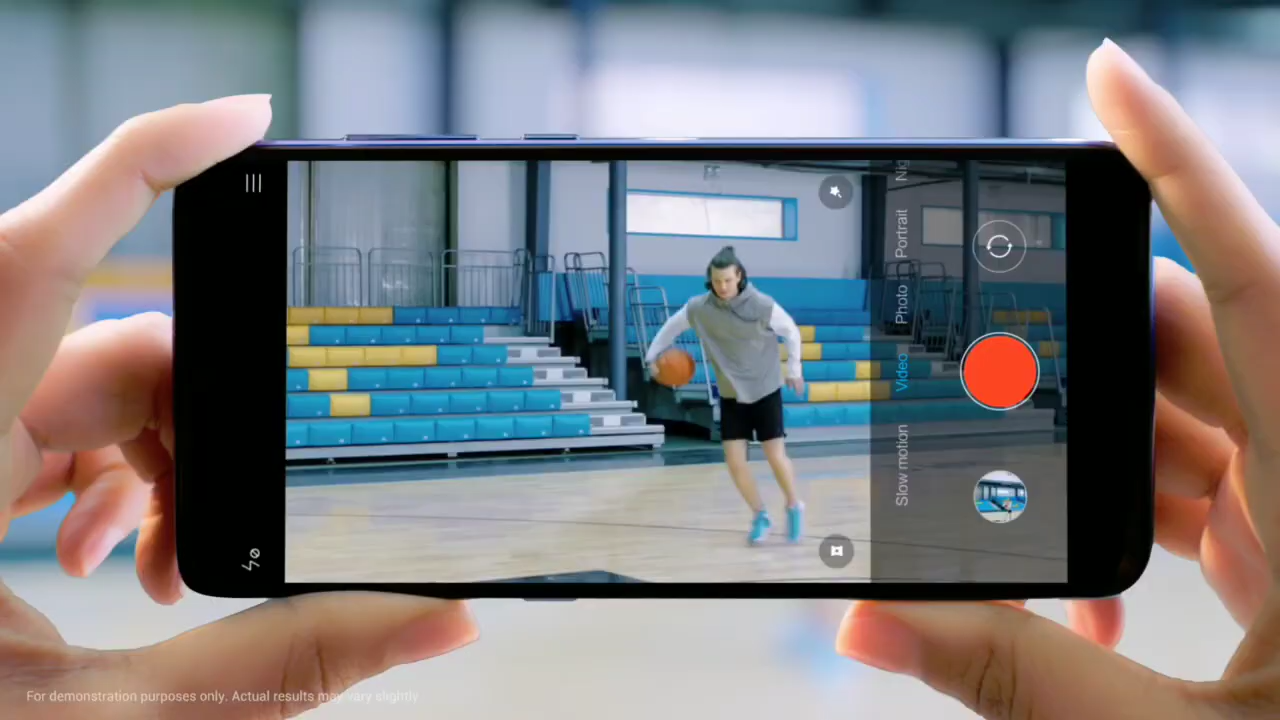 Portrait
Photo
Video
Slow motion
For demonstration purposes only. Actual results may vary slightly.